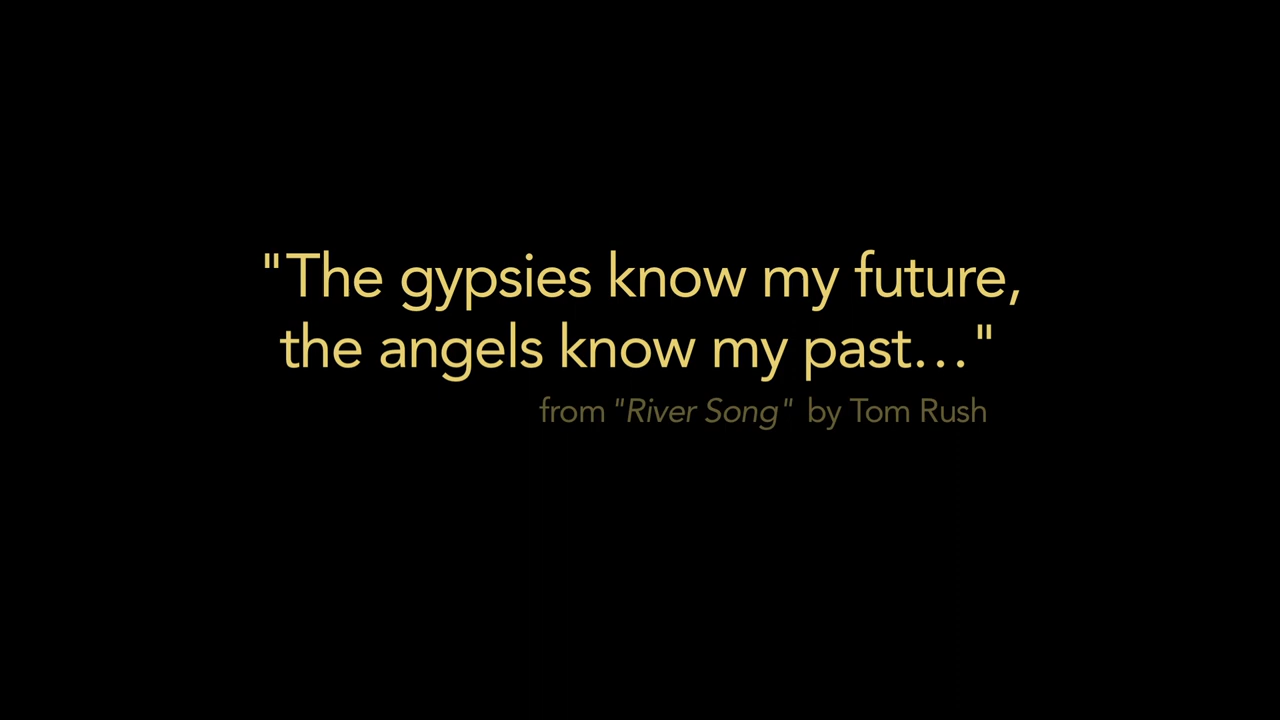 "The gypsies know my future,
the angels know my past…"
from "River Song" by Tom Rush